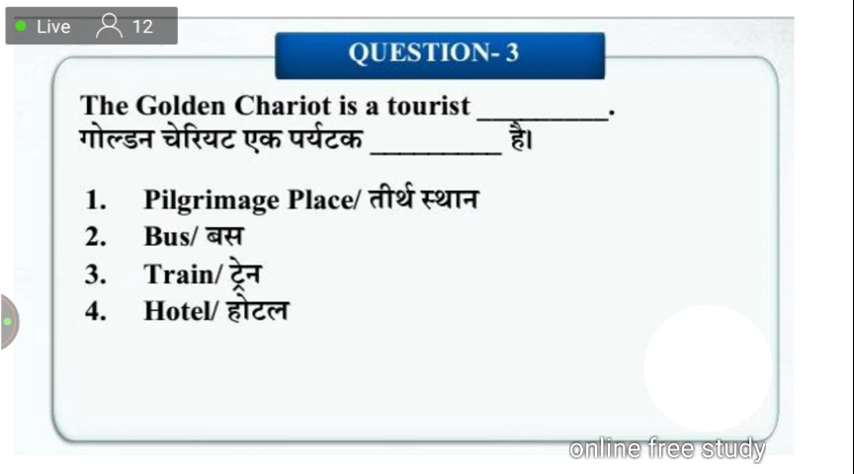 Live 12
QUESTION- 3
The Golden Chariot is a tourist __________.
गोल्डन चेरियट एक पर्यटक __________ है।
1. Pilgrimage Place/ तीर्थ स्थान
2. Bus/ बस
3. Train/ ट्रेन
4. Hotel/ होटल
online free study